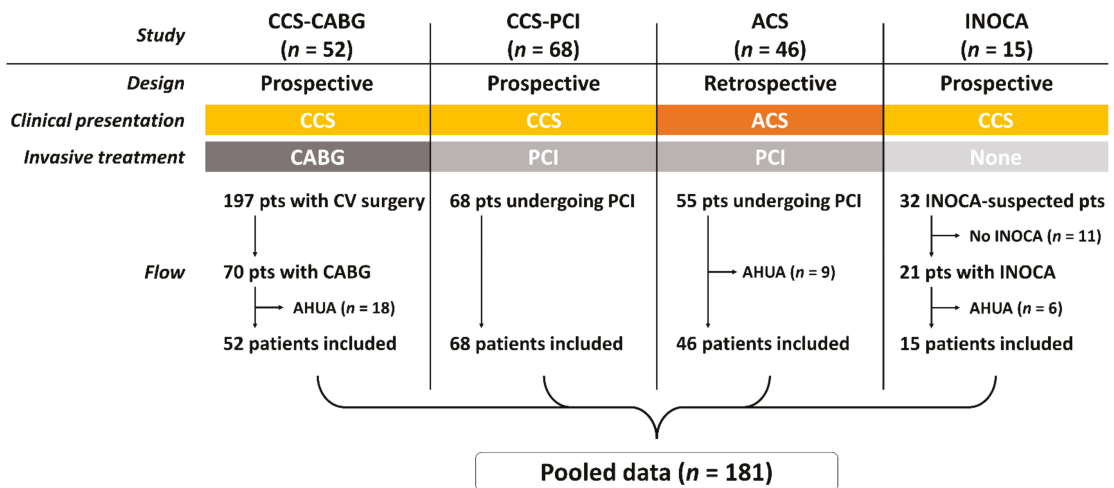 Study
CCS-CABG
(n = 52)
CCS-PCI
(n = 68)
ACS
(n = 46)
INOCA
(n = 15)
Design
Prospective
Prospective
Retrospective
Prospective
Clinical presentation
CCS
CCS
ACS
CCS
Invasive treatment
CABG
PCI
PCI
None
Flow
197 pts with CV surgery
70 pts with CABG
AHUA (n = 18)
52 patients included
68 pts undergoing PCI
68 patients included
55 pts undergoing PCI
AHUA (n = 9)
46 patients included
32 INOCA-suspected pts
No INOCA (n = 11)
21 pts with INOCA
AHUA (n = 6)
15 patients included
Pooled data (n = 181)